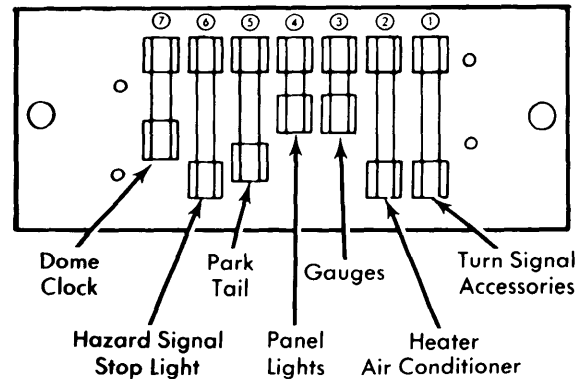 ⑦ ⑥ ⑤ ④ ③ ② ①
Dome
Clock
Park
Tail
Gauges
Turn Signal
Accessories
Hazard Signal
Stop Light
Panel
Lights
Heater
Air Conditioner